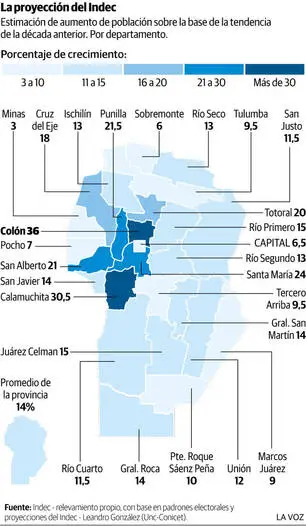 La proyección del Indec
Estimación de aumento de población sobre la base de la tendencia
de la década anterior. Por departamento.
Porcentaje de crecimiento:
3 a 10 11 a 15 16 a 20 21 a 30 Más de 30
Minas
3
Cruz
del Eje
18
Ischilín
13
Punilla
21,5
Sobremonte
6
Río Seco
13
Tulumba
9,5
San
Justo
11,5
Colón 36
Pocho 7
San Alberto 21
San Javier 14
Calamuchita 30,5
Totoral 20
Río Primero 15
CAPITAL 6,5
Río Segundo 13
Santa María 24
Tercero
Arriba 9,5
Gral. San
Martín 14
Juárez Celman 15
Promedio de
la provincia
14%
Río Cuarto
11,5
Gral. Roca
14
Pte. Roque
Sáenz Peña
10
Unión
12
Marcos
Juárez
9
Fuente: Indec - relevamiento propio, con base en padrones electorales y
proyecciones del Indec - Leandro González (Unc-Conicet).
LA VOZ